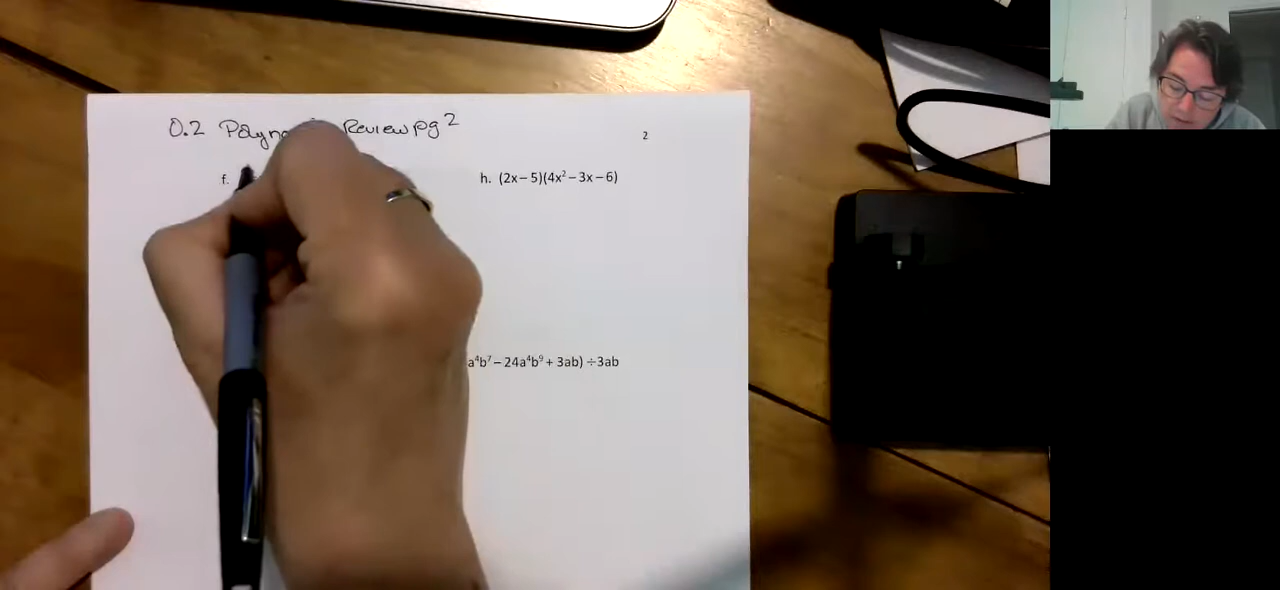 0.2 Review pg 2
2
f.
h. (2x – 5)(4x² – 3x – 6)
a⁴b⁷ – 24a⁴b⁹ + 3ab) ÷ 3ab